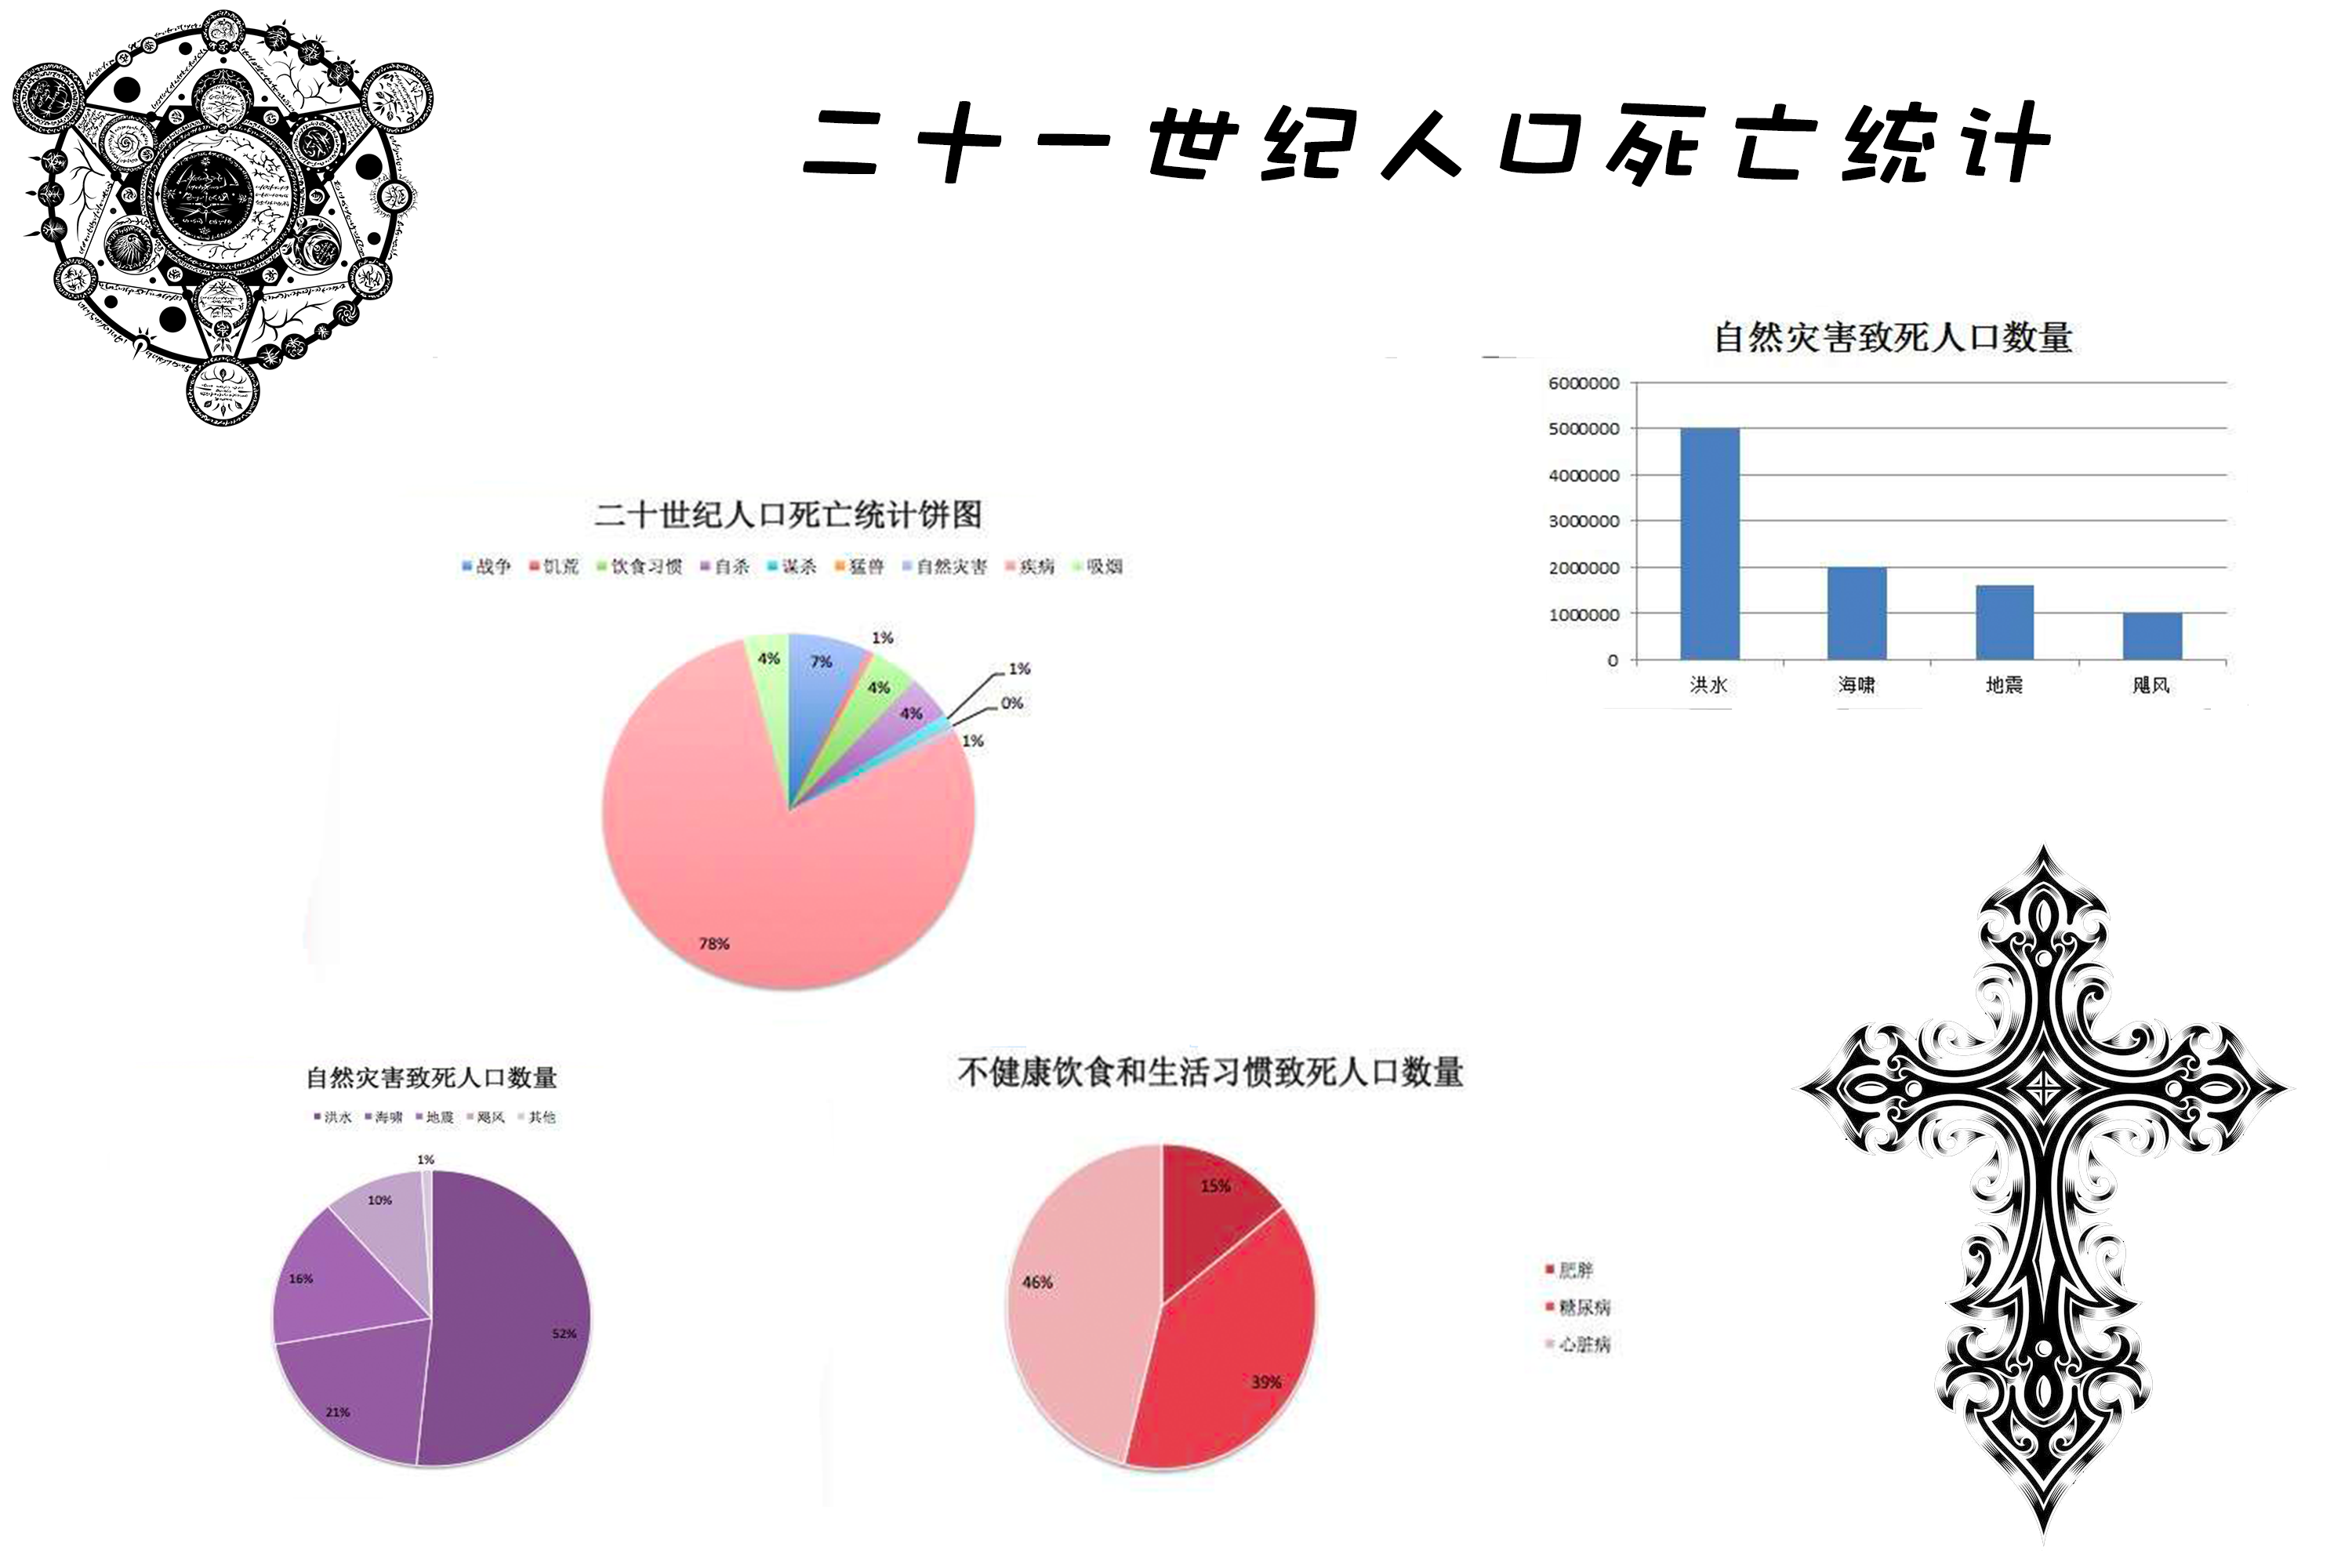 二十一世纪人口死亡统计
自然灾害致死人口数量
6000000
5000000
4000000
3000000
2000000
1000000
0
洪水 海啸 地震 飓风
二十世纪人口死亡统计饼图
战争 饥荒 饮食习惯 自杀 谋杀 猛兽 自然灾害 疾病 吸烟
1%
4% 7%
1%
4%
0%
4%
1%
78%
自然灾害致死人口数量
洪水 海啸 地震 飓风 其他
1%
10%
16%
52%
21%
不健康饮食和生活习惯致死人口数量
15%
46%
39%
肥胖
糖尿病
心脏病